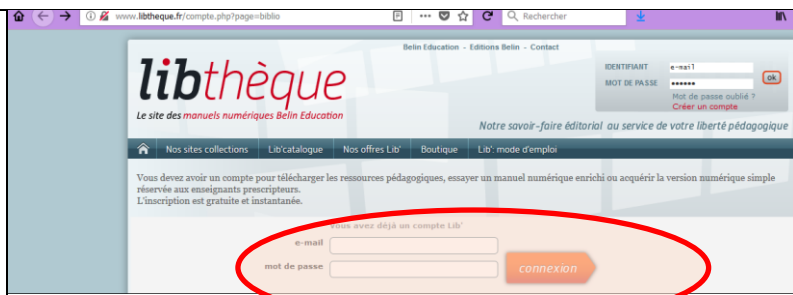 www.libtheque.fr/compte.php?page=biblio
Rechercher
Belin Education - Editions Belin - Contact
IDENTIFIANT e-mail
MOT DE PASSE ••••••
ok
Mot de passe oublié ?
Créer un compte
libthèque
Le site des manuels numériques Belin Education
Notre savoir-faire éditorial au service de votre liberté pédagogique
Nos sites collections Lib'catalogue Nos offres Lib' Boutique Lib': mode d'emploi
Vous devez avoir un compte pour télécharger les ressources pédagogiques, essayer un manuel numérique enrichi ou acquérir la version numérique simple
réservée aux enseignants prescripteurs.
L'inscription est gratuite et instantanée.
Vous avez déjà un compte Lib'
e-mail
mot de passe
connexion